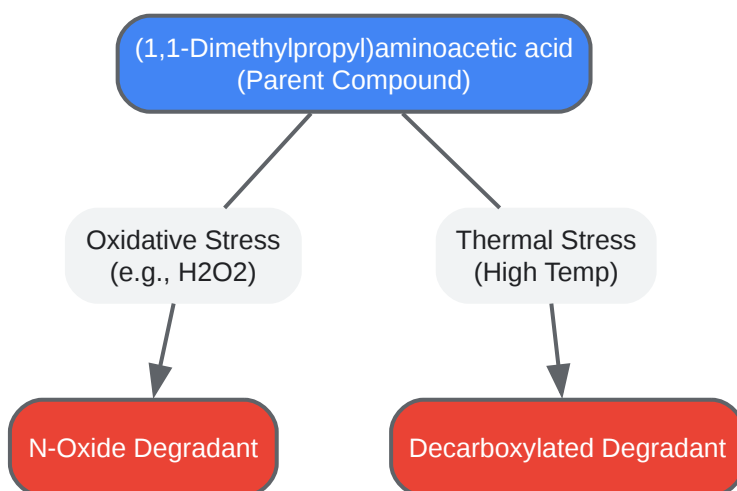 (1,1-Dimethylpropyl)aminoacetic acid
(Parent Compound)
Oxidative Stress
(e.g., H2O2)
Thermal Stress
(High Temp)
N-Oxide Degradant
Decarboxylated Degradant